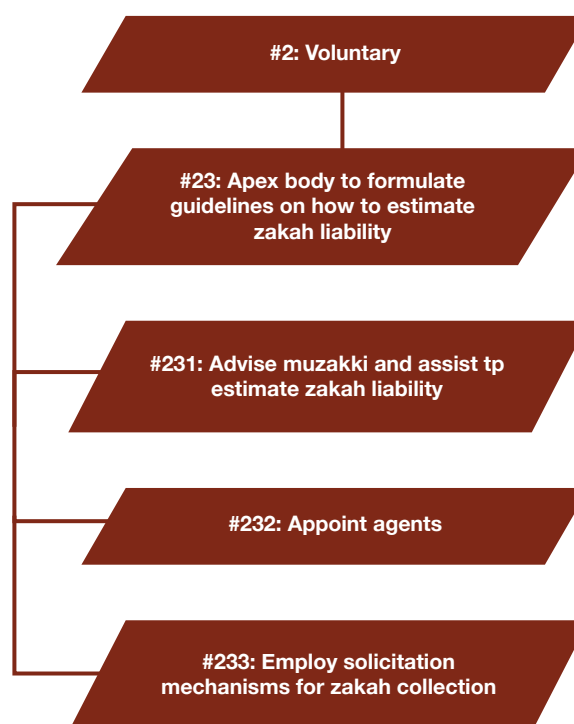 #2: Voluntary
#23: Apex body to formulate
guidelines on how to estimate
zakah liability
#231: Advise muzakki and assist tp
estimate zakah liability
#232: Appoint agents
#233: Employ solicitation
mechanisms for zakah collection